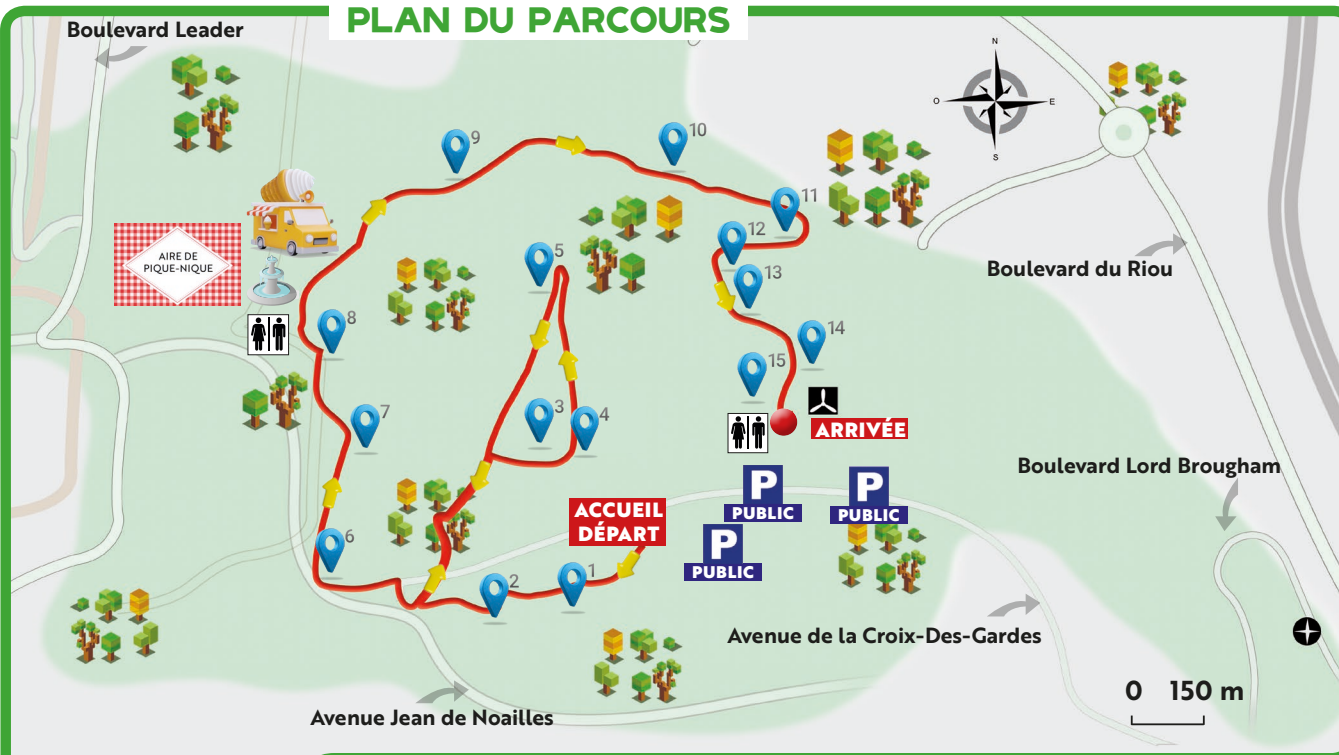 PLAN DU PARCOURS
Boulevard Leader
N
O
E
S
9
10
11
12
5
13
AIRE DE
PIQUE-NIQUE
Boulevard du Riou
8
14
15
3
4
7
ARRIVÉE
Boulevard Lord Brougham
P
PUBLIC
P
PUBLIC
ACCUEIL
DÉPART
P
PUBLIC
6
2
1
Avenue de la Croix-Des-Gardes
0 150 m
Avenue Jean de Noailles